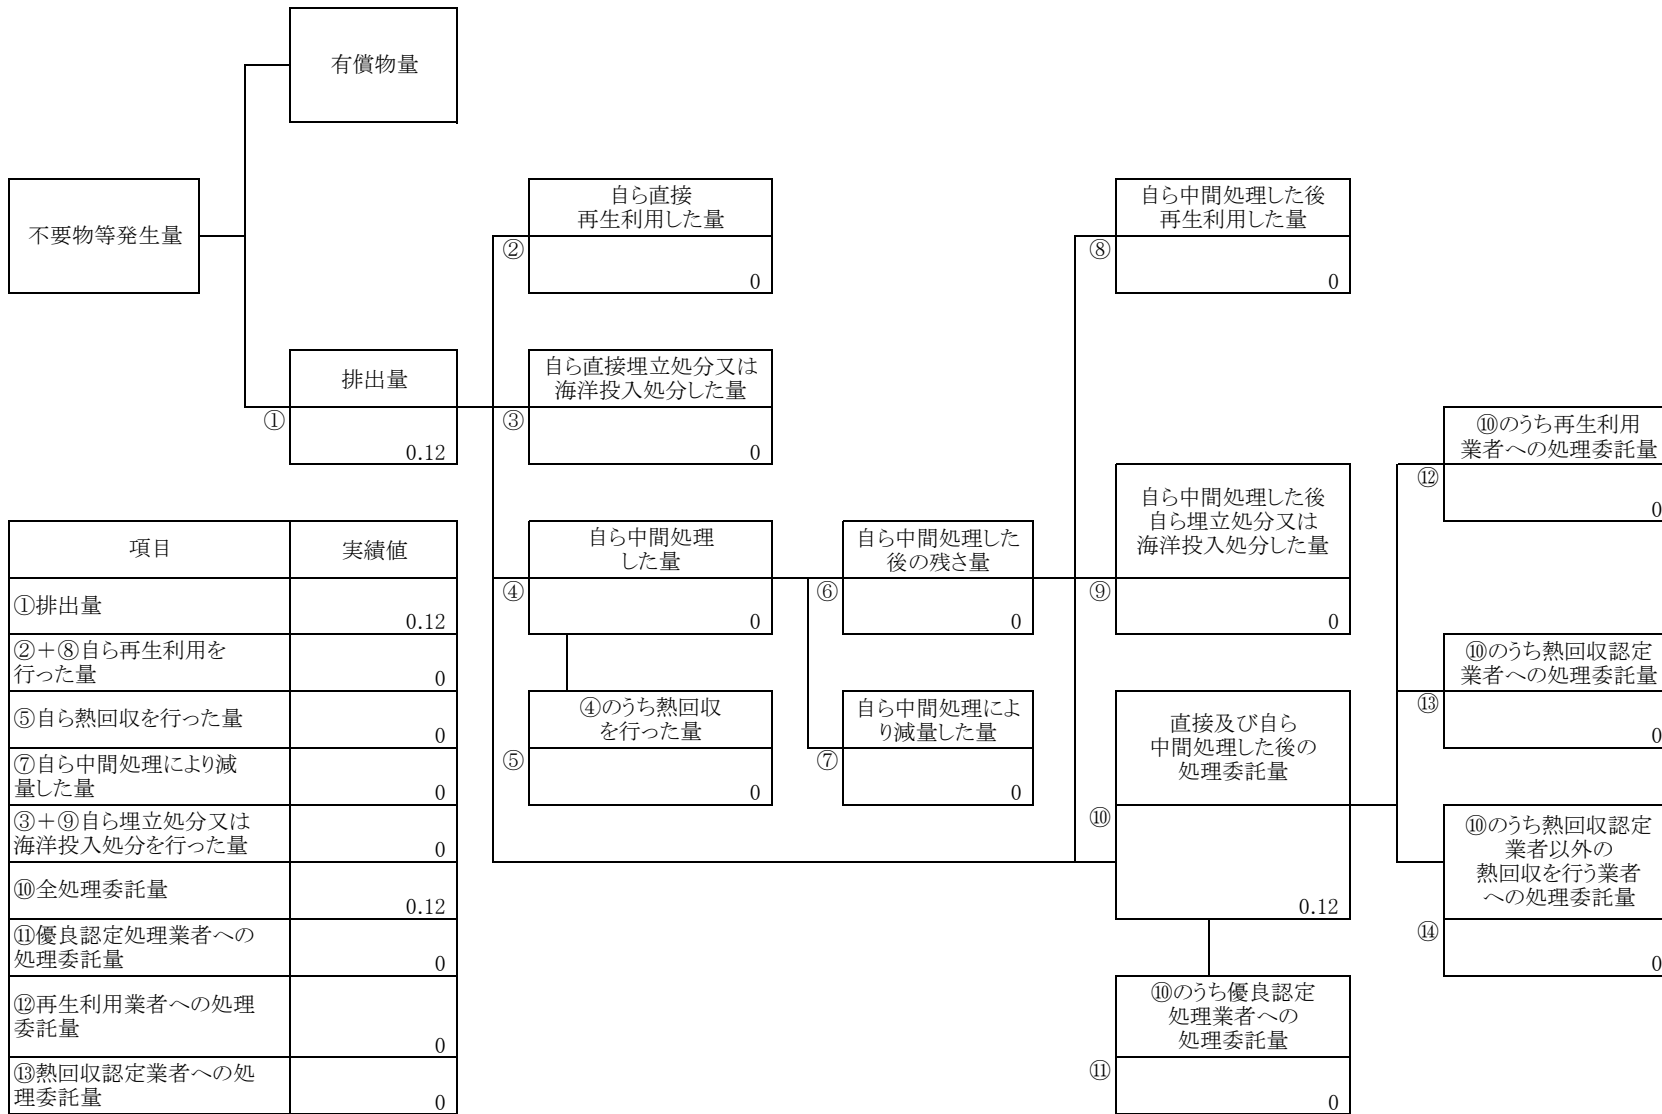 有償物量
不要物等発生量
自ら直接
再生利用した量
②
0
自ら中間処理した後
再生利用した量
⑧
0
排出量
①
0.12
自ら直接埋立処分又は
海洋投入処分した量
③
0
⑩のうち再生利用
業者への処理委託量
⑫
0
自ら中間処理
した量
④
0
自ら中間処理した
後の残さ量
⑥
0
自ら中間処理した後
自ら埋立処分又は
海洋投入処分した量
⑨
0
⑩のうち熱回収認定
業者への処理委託量
⑬
0
④のうち熱回収
を行った量
⑤
0
自ら中間処理によ
り減量した量
⑦
0
直接及び自ら
中間処理した後の
処理委託量
⑩
0.12
⑩のうち熱回収認定
業者以外の
熱回収を行う業者
への処理委託量
⑭
0
⑩のうち優良認定
処理業者への
処理委託量
⑪
0
項目 実績値
①排出量
0.12
②+⑧自ら再生利用を
行った量 0
⑤自ら熱回収を行った量
0
⑦自ら中間処理により減
量した量 0
③+⑨自ら埋立処分又は
海洋投入処分を行った量 0
⑩全処理委託量
0.12
⑪優良認定処理業者への
処理委託量 0
⑫再生利用業者への処理
委託量
0
⑬熱回収認定業者への処
理委託量 0